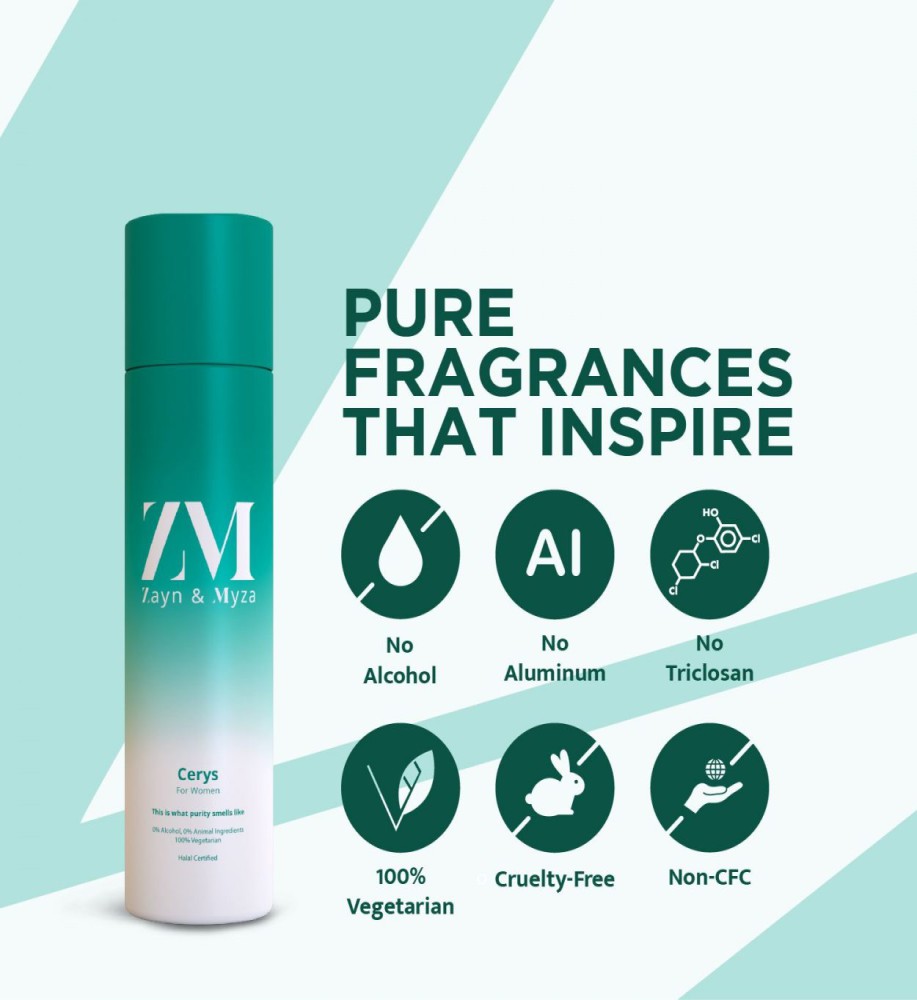 PURE
FRAGRANCES
THAT INSPIRE
ZM
Zayn & Myza
Cerys
For Women
This is what purity smells like
0% Alcohol, 0% Animal Ingredients
100% Vegetarian
Halal Certified
Al
HO
O
Cl
Cl
Cl
No
Alcohol
No
Aluminum
No
Triclosan
100%
Vegetarian
Cruelty-Free
Non-CFC